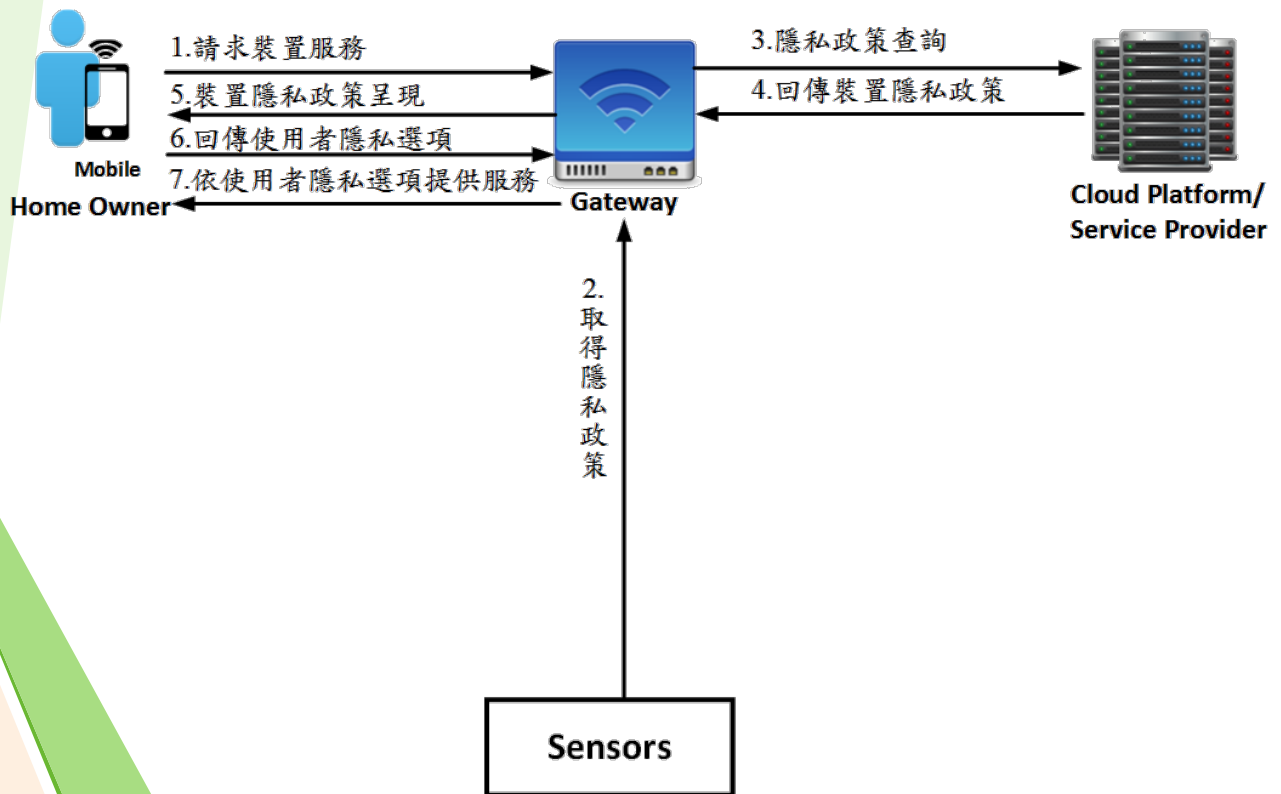 1.請求裝置服務
3.隱私政策查詢
5.裝置隱私政策呈現
4.回傳裝置隱私政策
6.回傳使用者隱私選項
7.依使用者隱私選項提供服務
Mobile
Home Owner
Gateway
Cloud Platform/
Service Provider
2.取得隱私政策
Sensors